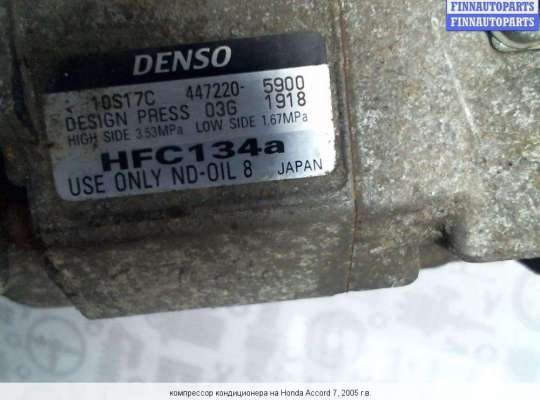 FINNAUTOPARTS
FINNAUTOPARTS
DENSO
10S17C 447220-5900
DESIGN PRESS 03G 1918
HIGH SIDE 3.53MPa LOW SIDE 1.67MPa
HFC134a
USE ONLY ND-OIL 8 JAPAN
компрессор кондиционера на Honda Accord 7, 2005 г.в.